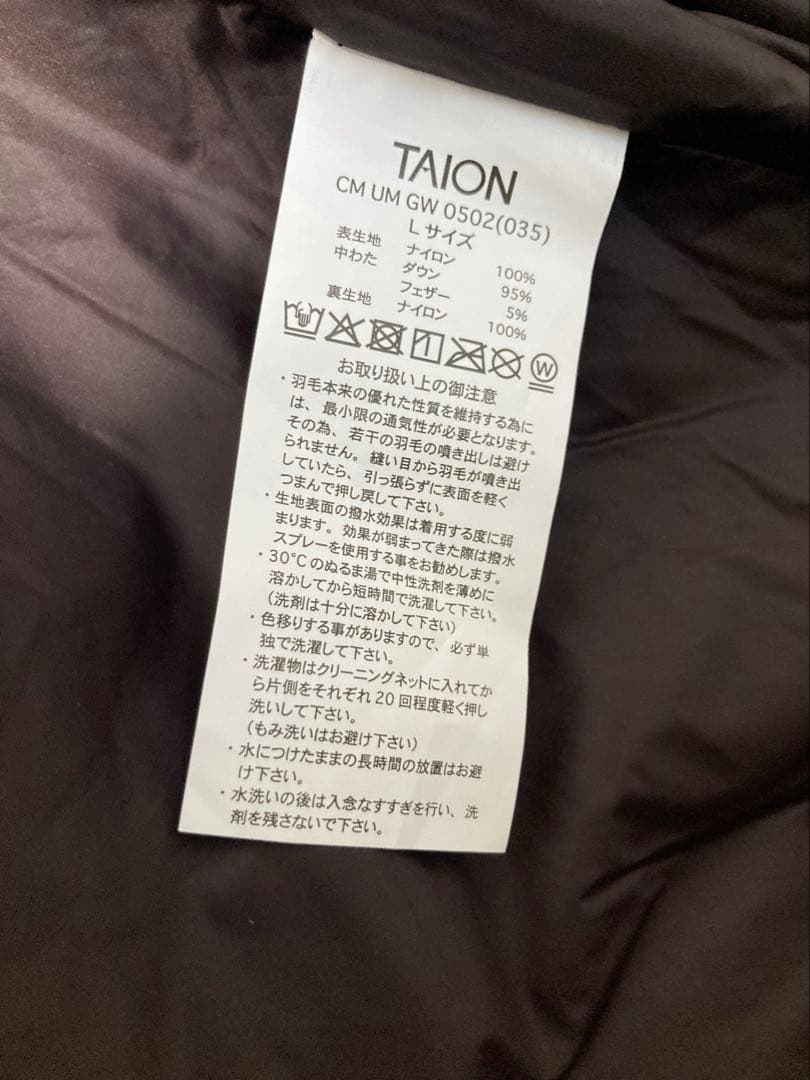 TAION
CM UM GW 0502(035)
Lサイズ
表生地 ナイロン 100%
中わた ダウン 95%
フェザー 5%
裏生地 ナイロン 100%
W
お取り扱い上の御注意
・羽毛本来の優れた性質を維持する為に
は、最小限の通気性が必要となります。
その為、若干の羽毛の噴き出しは避け
られません。縫い目から羽毛が噴き出
していたら、引っ張らずに表面を軽く
つまんで押し戻して下さい。
・生地表面の撥水効果は着用する度に弱
まります。効果が弱まってきた際は撥水
スプレーを使用する事をお勧めします。
・30℃のぬるま湯で中性洗剤を薄めに
溶かしてから短時間で洗濯して下さい。
(洗剤は十分に溶かして下さい)
・色移りする事がありますので、必ず単
独で洗濯して下さい。
・洗濯物はクリーニングネットに入れてか
ら片側をそれぞれ20回程度軽く押し
洗いして下さい。
(もみ洗いはお避け下さい)
・水につけたままの長時間の放置はお避
け下さい。
・水洗いの後は入念なすすぎを行い、洗
剤を残さないで下さい。